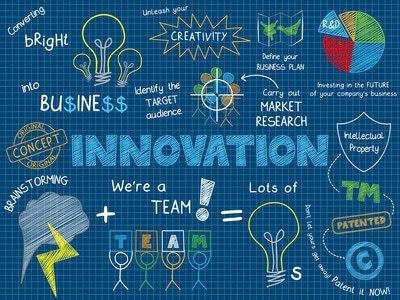 Converting
bRigHt
into
BU$INE$$
Unleash your
CREATIVITY
Define your
BUSINESS PLAN
R&D
Investing in the FUTURE
of your company's business
Identify the
TARGET
audience
Carry out
MARKET
RESEARCH
ORIGINAL
CONCEPT
ORIGINAL
INNOVATION
Intellectual
Property
BRAINSTORMING
+
We're a
TEAM!
TEAM
=
Lots of
s
Don't let yours get away!
TM
PATENTED
©
Patent it NOW!